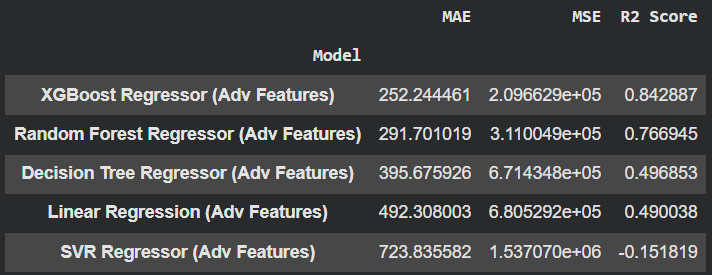 MAE MSE R2 Score
Model
XGBoost Regressor (Adv Features) 252.244461 2.096629e+05 0.842887
Random Forest Regressor (Adv Features) 291.701019 3.110049e+05 0.766945
Decision Tree Regressor (Adv Features) 395.675926 6.714348e+05 0.496853
Linear Regression (Adv Features) 492.308003 6.805292e+05 0.490038
SVR Regressor (Adv Features) 723.835582 1.537070e+06 -0.151819